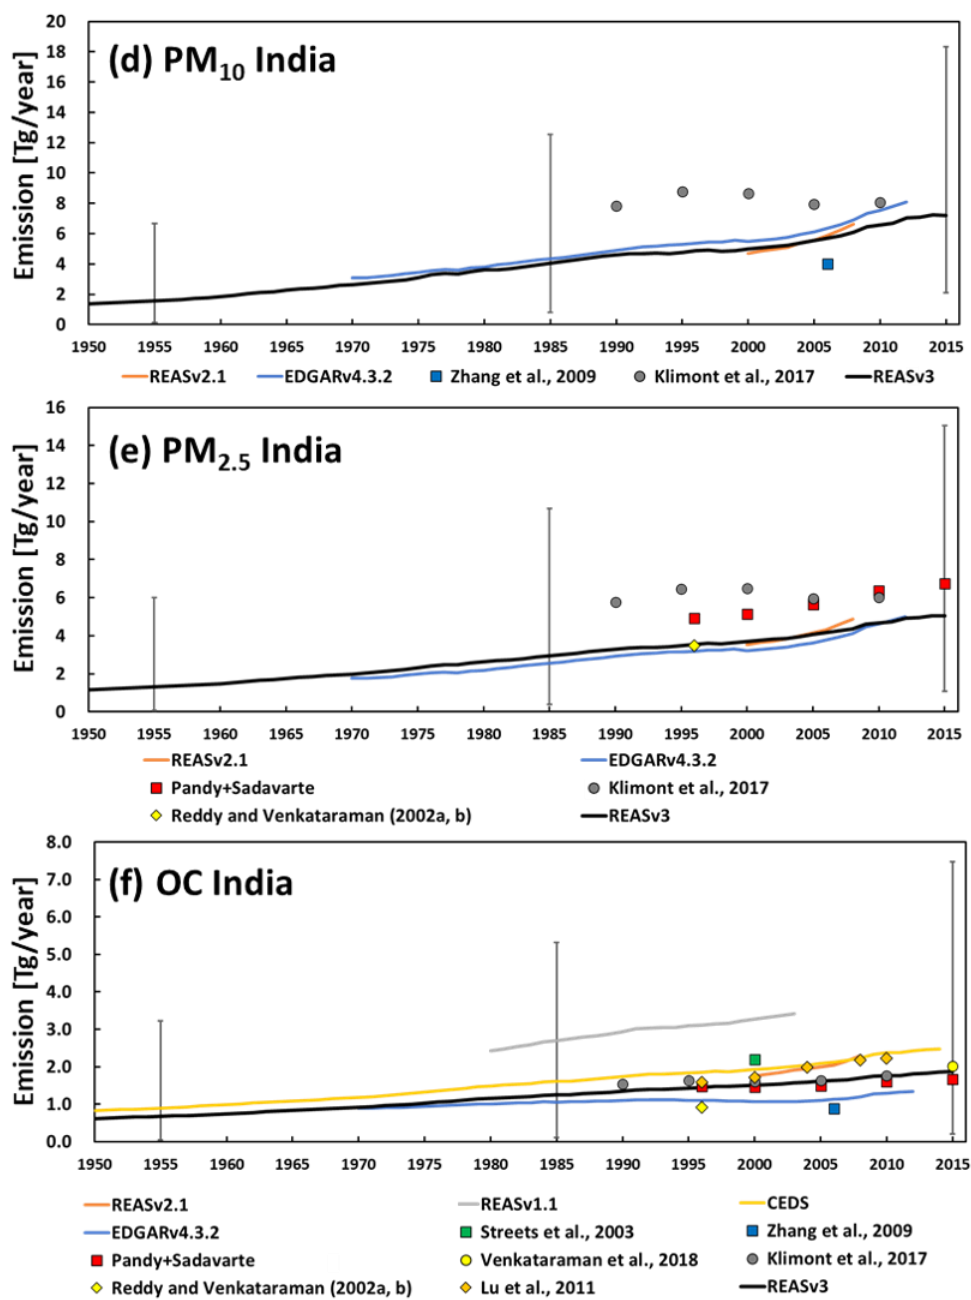 (d) PM10 India
Emission [Tg/year]
20
18
16
14
12
10
8
6
4
2
0
1950 1955 1960 1965 1970 1975 1980 1985 1990 1995 2000 2005 2010 2015
REASv2.1 EDGARv4.3.2 Zhang et al., 2009 Klimont et al., 2017 REASv3
(e) PM2.5 India
Emission [Tg/year]
16
14
12
10
8
6
4
2
0
1950 1955 1960 1965 1970 1975 1980 1985 1990 1995 2000 2005 2010 2015
REASv2.1 EDGARv4.3.2
Pandy+Sadavarte Klimont et al., 2017
Reddy and Venkataraman (2002a, b) REASv3
(f) OC India
Emission [Tg/year]
8.0
7.0
6.0
5.0
4.0
3.0
2.0
1.0
0.0
1950 1955 1960 1965 1970 1975 1980 1985 1990 1995 2000 2005 2010 2015
REASv2.1 REASv1.1 CEDS
EDGARv4.3.2 Streets et al., 2003 Zhang et al., 2009
Pandy+Sadavarte Venkataraman et al., 2018 Klimont et al., 2017
Reddy and Venkataraman (2002a, b) Lu et al., 2011 REASv3